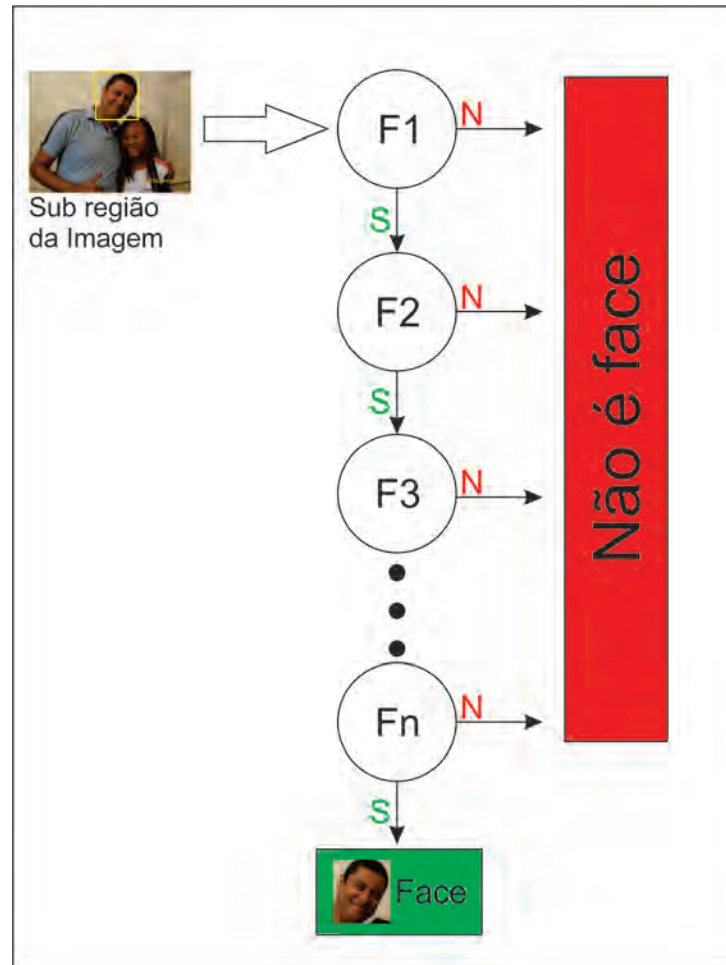 F1
N
Sub região
da Imagem
S
F2
N
S
F3
N
Fn
N
S
Face
Não é face